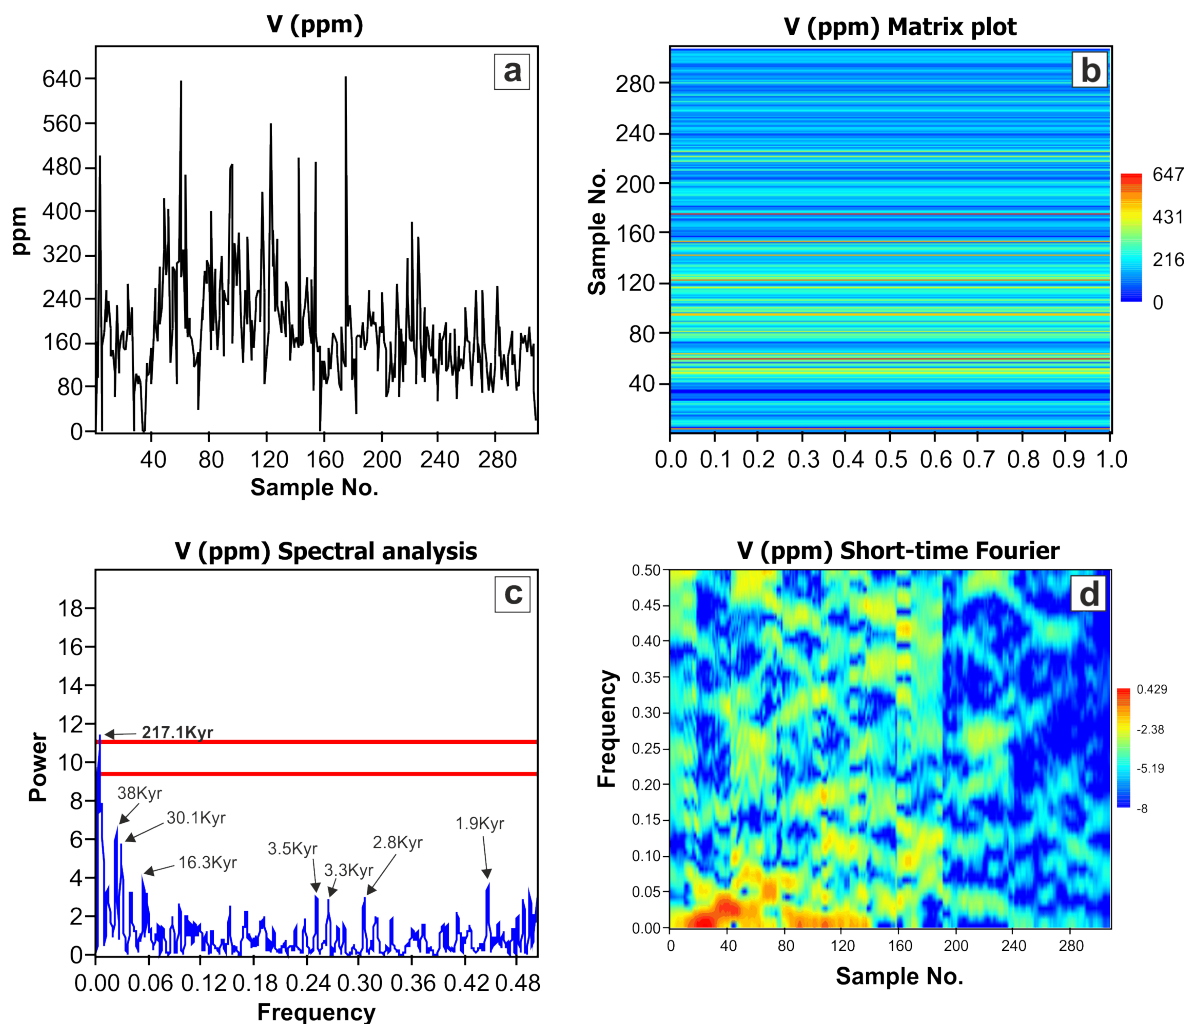 V (ppm)
a
640
560
480
400
320
240
160
80
0
ppm
40 80 120 160 200 240 280
Sample No.
V (ppm) Matrix plot
b
280
240
200
160
120
80
40
Sample No.
0.0 0.1 0.2 0.3 0.4 0.5 0.6 0.7 0.8 0.9 1.0
647
431
216
0
V (ppm) Spectral analysis
c
18
16
14
12
10
8
6
4
2
0
Power
217.1Kyr
38Kyr
30.1Kyr
16.3Kyr
3.5Kyr
3.3Kyr
2.8Kyr
1.9Kyr
0.00 0.06 0.12 0.18 0.24 0.30 0.36 0.42 0.48
Frequency
V (ppm) Short-time Fourier
d
0.50
0.45
0.40
0.35
0.30
0.25
0.20
0.15
0.10
0.05
0.00
Frequency
0 40 80 120 160 200 240 280
Sample No.
0.429
-2.38
-5.19
-8